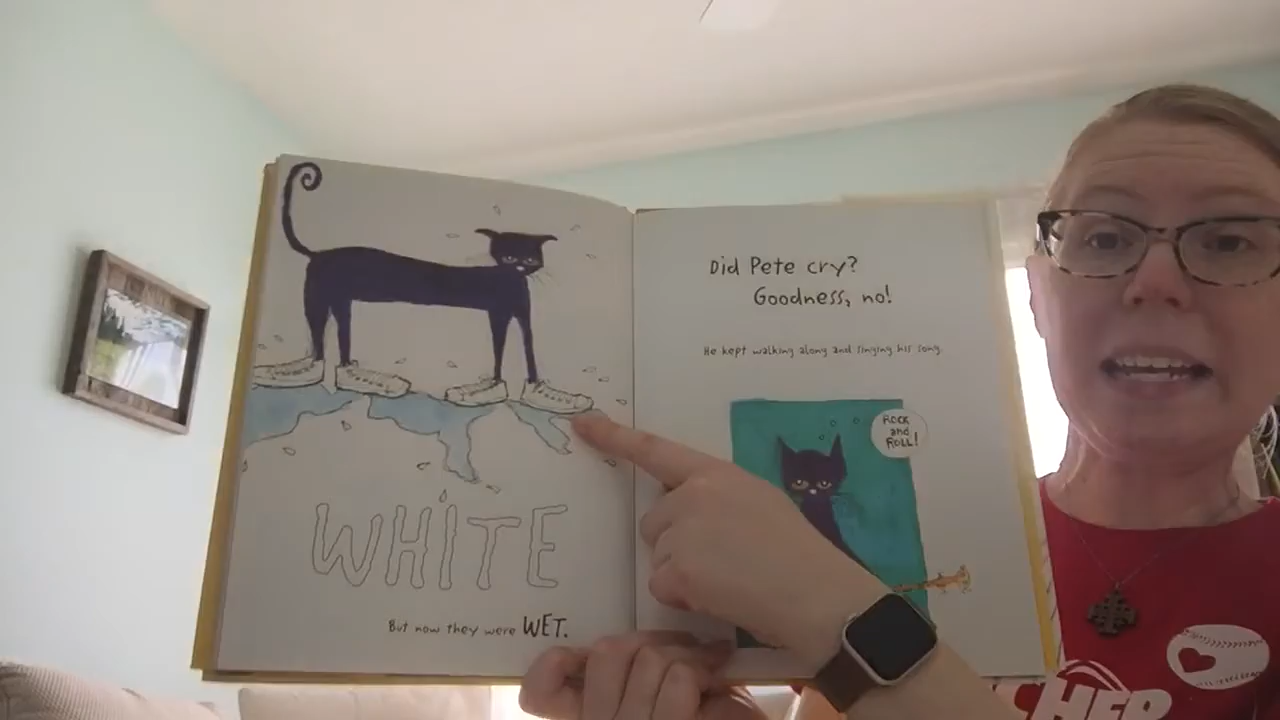 WHITE
But now they were WET.
Did Pete cry?
Goodness, no!
He kept walking along and singing his song.
ROCK
and
ROLL!